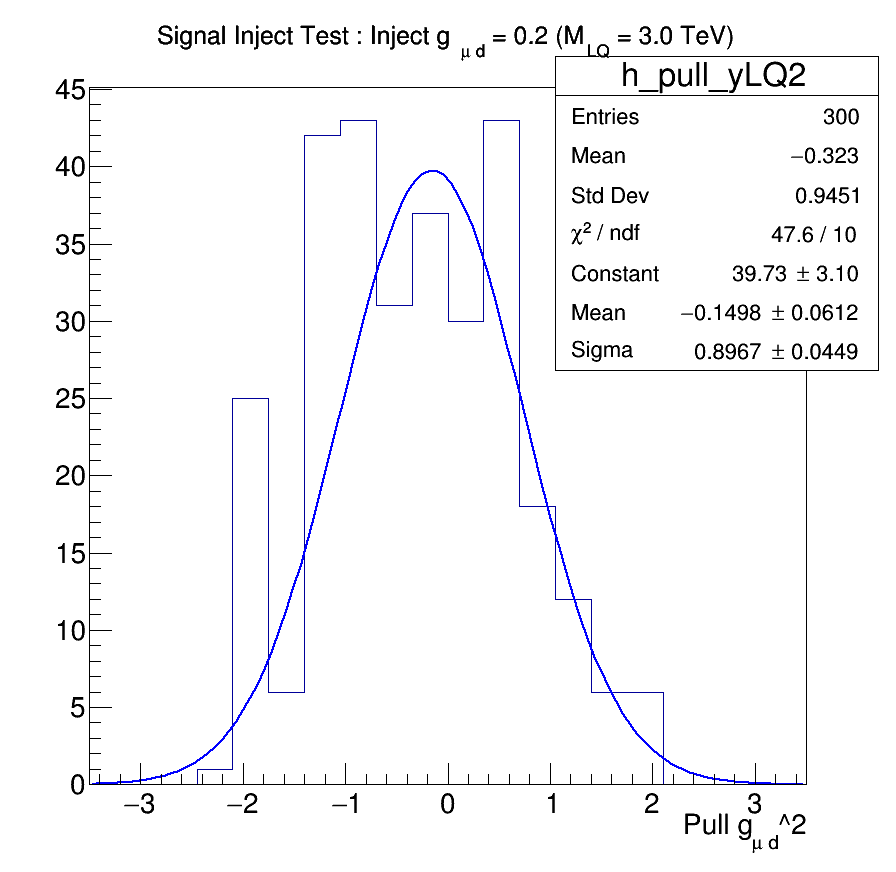 Signal Inject Test : Inject g μ d = 0.2 (M LQ = 3.0 TeV)
h_pull_yLQ2
Entries 300
Mean −0.323
Std Dev 0.9451
χ² / ndf 47.6 / 10
Constant 39.73 ± 3.10
Mean −0.1498 ± 0.0612
Sigma 0.8967 ± 0.0449
45
40
35
30
25
20
15
10
5
0
−3 −2 −1 0 1 2 3
Pull g μ d ^2